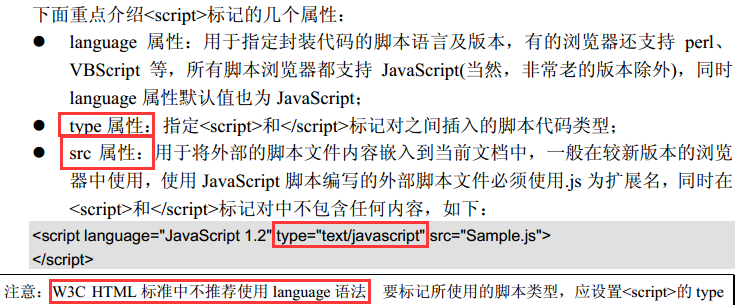 下面重点介绍<script>标记的几个属性：
● language 属性：用于指定封装代码的脚本语言及版本，有的浏览器还支持 perl、
VBScript 等，所有脚本浏览器都支持 JavaScript(当然，非常老的版本除外)，同时
language 属性默认值也为 JavaScript；
● type 属性：指定<script>和</script>标记对之间插入的脚本代码类型；
● src 属性：用于将外部的脚本文件内容嵌入到当前文档中，一般在较新版本的浏览
器中使用，使用 JavaScript 脚本编写的外部脚本文件必须使用.js 为扩展名，同时在
<script>和</script>标记对中不包含任何内容，如下：
<script language="JavaScript 1.2" type="text/javascript" src="Sample.js">
</script>
注意：W3C HTML 标准中不推荐使用 language 语法 要标记所使用的脚本类型，应设置<script>的 type